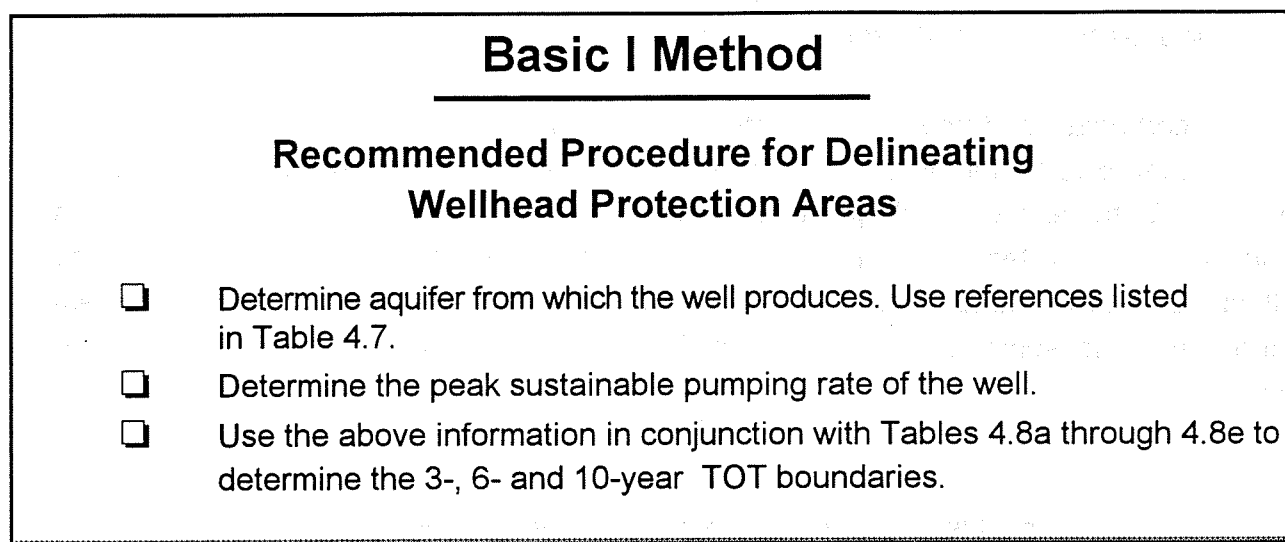 Basic I Method
Recommended Procedure for Delineating
Wellhead Protection Areas
❑ Determine aquifer from which the well produces. Use references listed
in Table 4.7.
❑ Determine the peak sustainable pumping rate of the well.
❑ Use the above information in conjunction with Tables 4.8a through 4.8e to
determine the 3-, 6- and 10-year TOT boundaries.